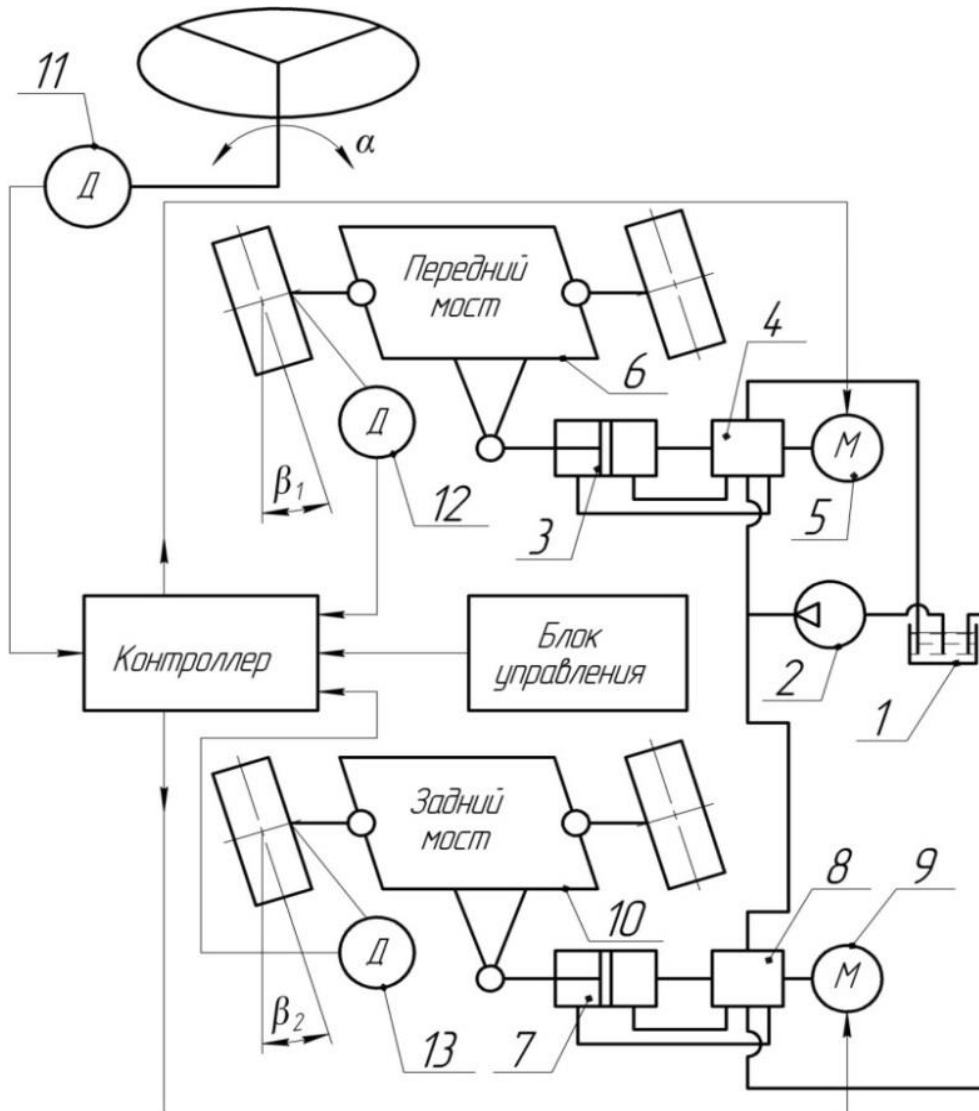 11
α
Д
Передний
мост
4
6
Д
М
β₁
12
3
5
Контроллер
Блок
управления
2
1
Задний
мост
8
9
10
Д
М
β₂
13
7